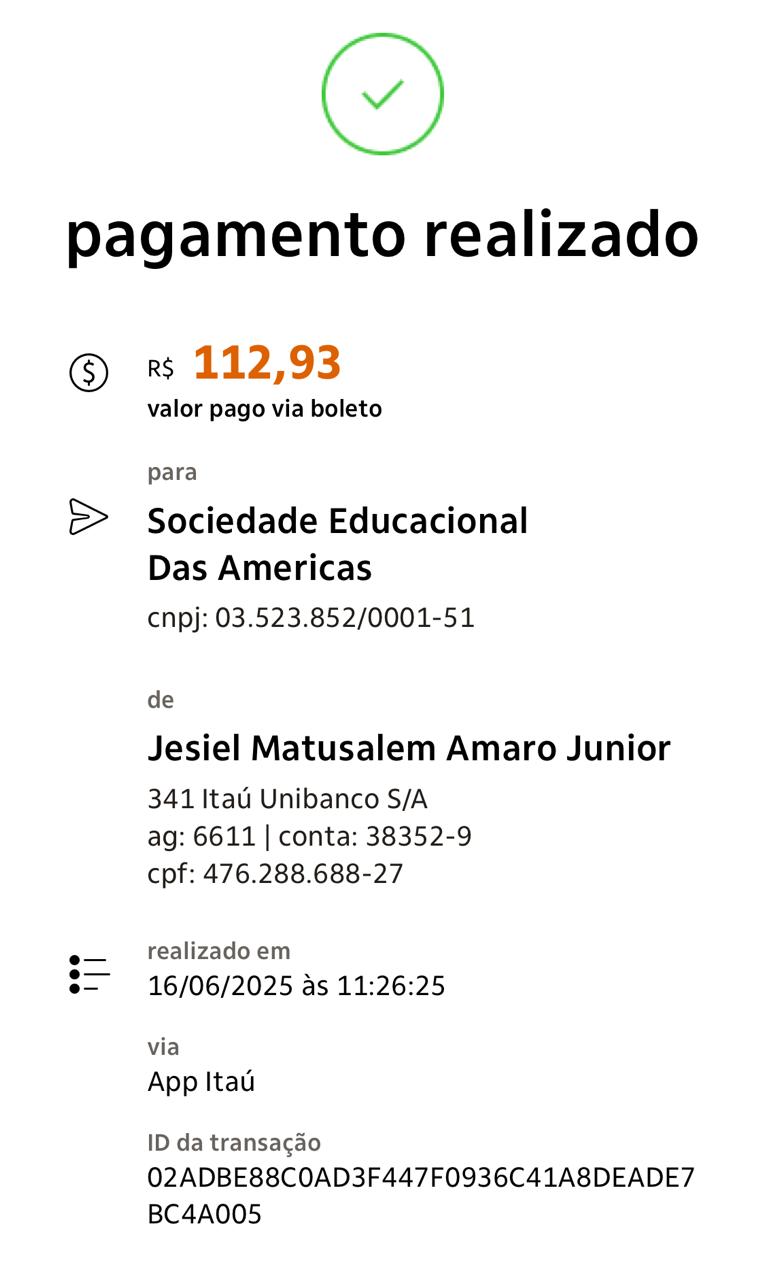 pagamento realizado
R$ 112,93
valor pago via boleto
para
Sociedade Educacional
Das Americas
cnpj: 03.523.852/0001-51
de
Jesiel Matusalem Amaro Junior
341 Itaú Unibanco S/A
ag: 6611 | conta: 38352-9
cpf: 476.288.688-27
realizado em
16/06/2025 às 11:26:25
via
App Itaú
ID da transação
02ADBE88C0AD3F447F0936C41A8DEADE7
BC4A005